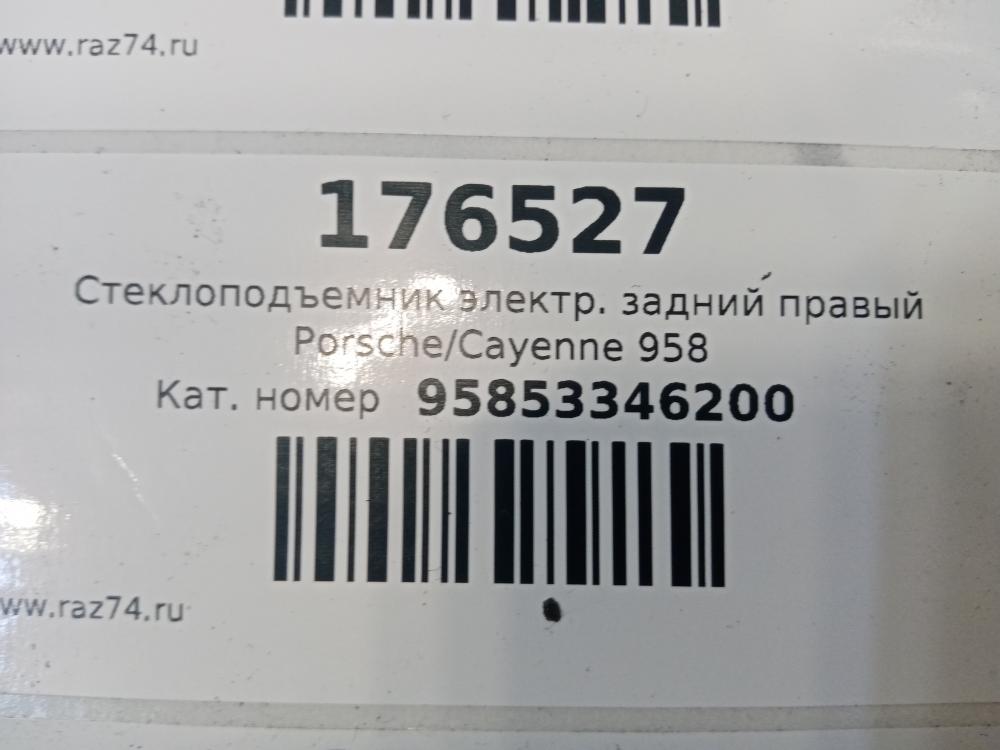 www.raz74.ru
176527
Стеклоподъемник электр. задний правый
Porsche/Cayenne 958
Кат. номер 95853346200
www.raz74.ru